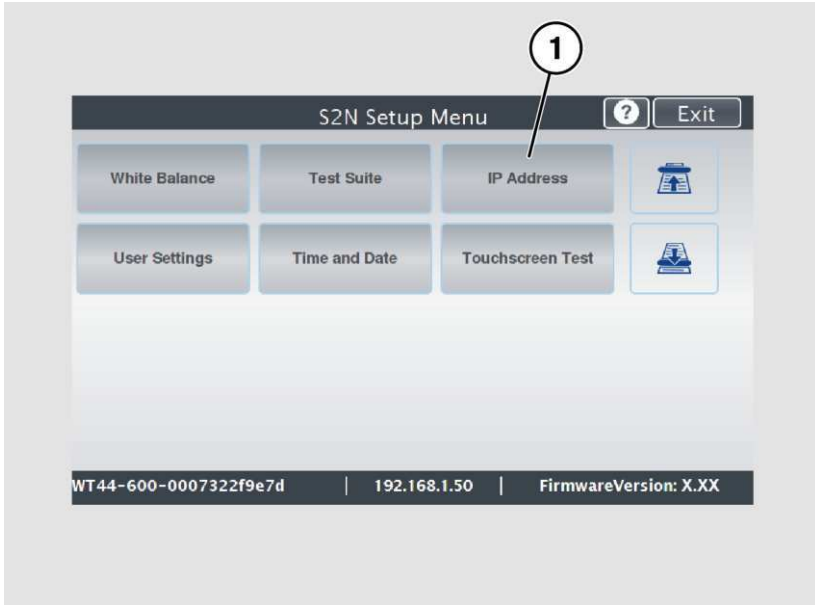 1
S2N Setup Menu ? Exit
White Balance Test Suite IP Address
User Settings Time and Date Touchscreen Test
WT44-600-0007322f9e7d | 192.168.1.50 | FirmwareVersion: X.XX